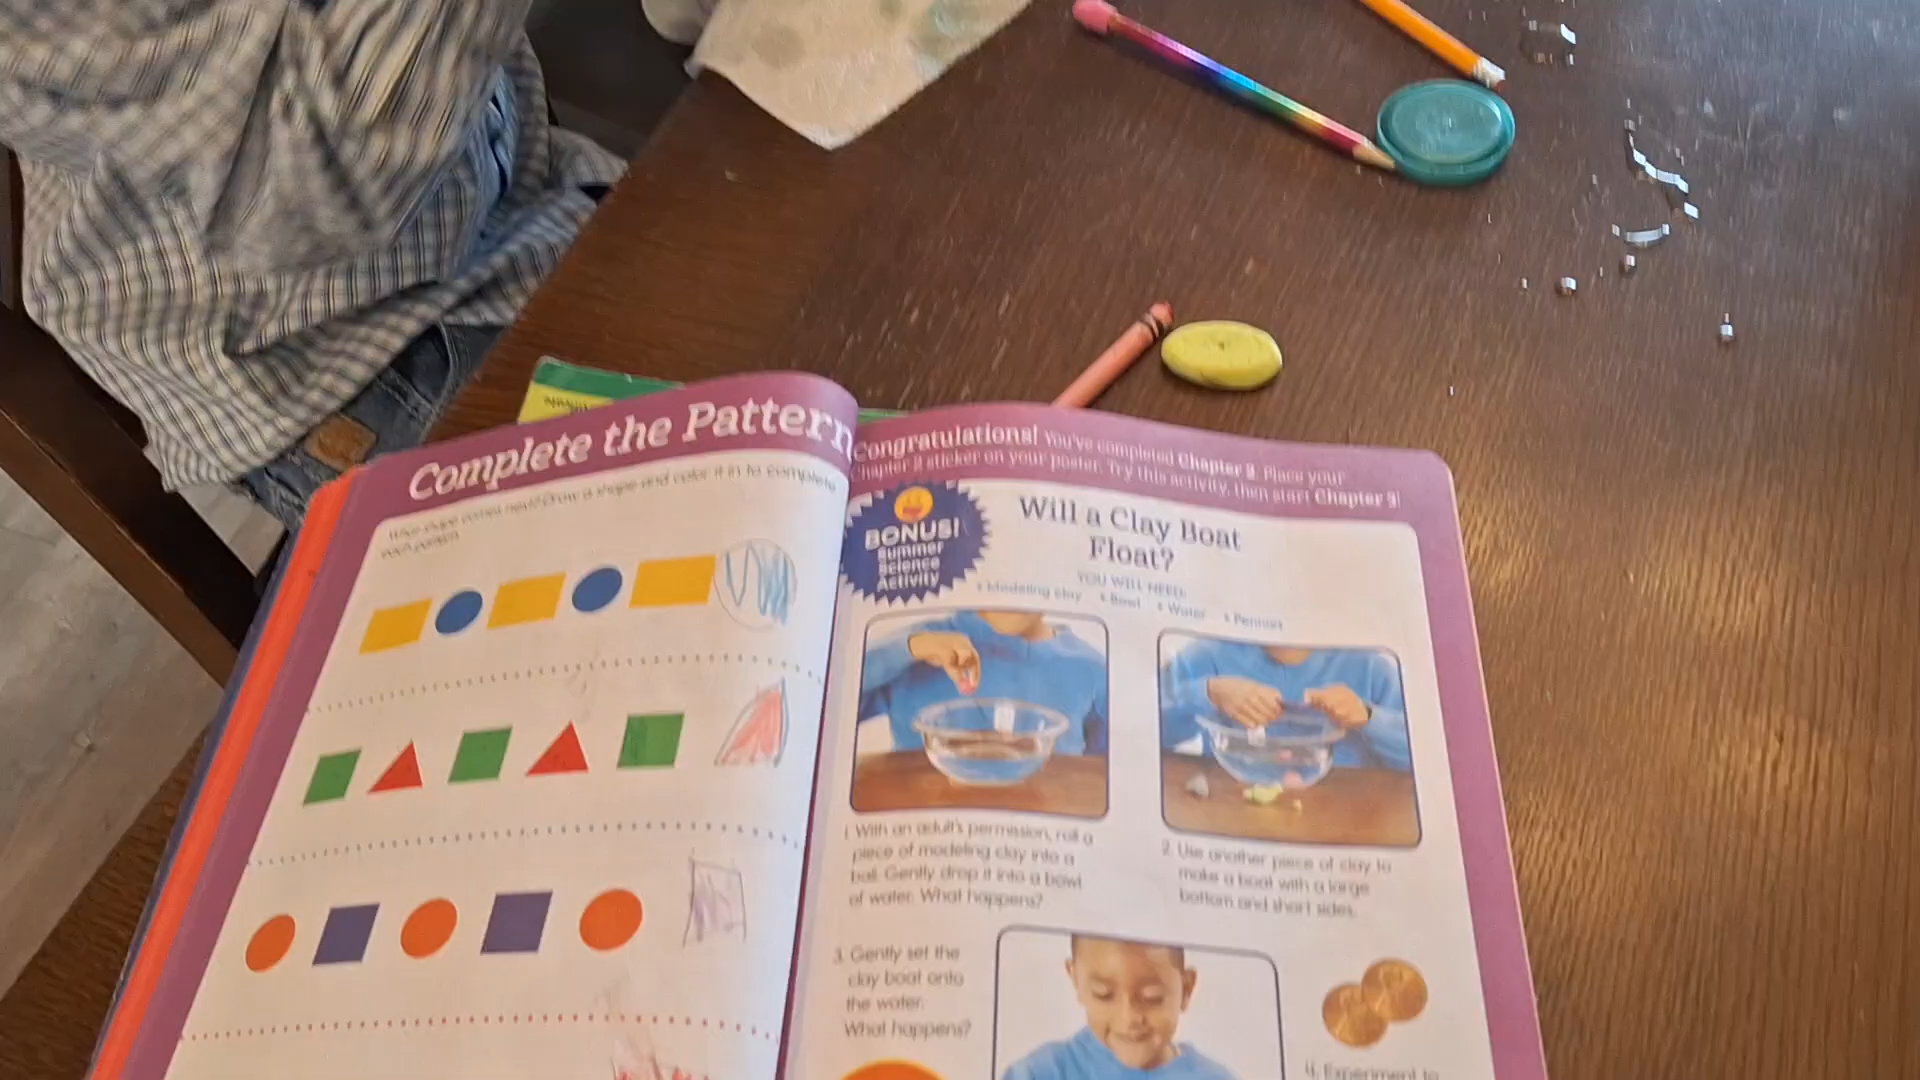 Complete the Pattern
What shape comes next? Draw a shape and color it in to complete
each pattern.
Congratulations! You've completed Chapter 2. Place your
Chapter 2 sticker on your poster. Try this activity, then start Chapter 3!
BONUS!
Summer
Science
Activity
Will a Clay Boat
Float?
YOU WILL NEED:
• Modeling clay • Bowl • Water • Pennies
1. With an adult's permission, roll a
piece of modeling clay into a
ball. Gently drop it into a bowl
of water. What happens?
2. Use another piece of clay to
make a boat with a large
bottom and short sides.
3. Gently set the
clay boat onto
the water.
What happens?
4. Experiment to